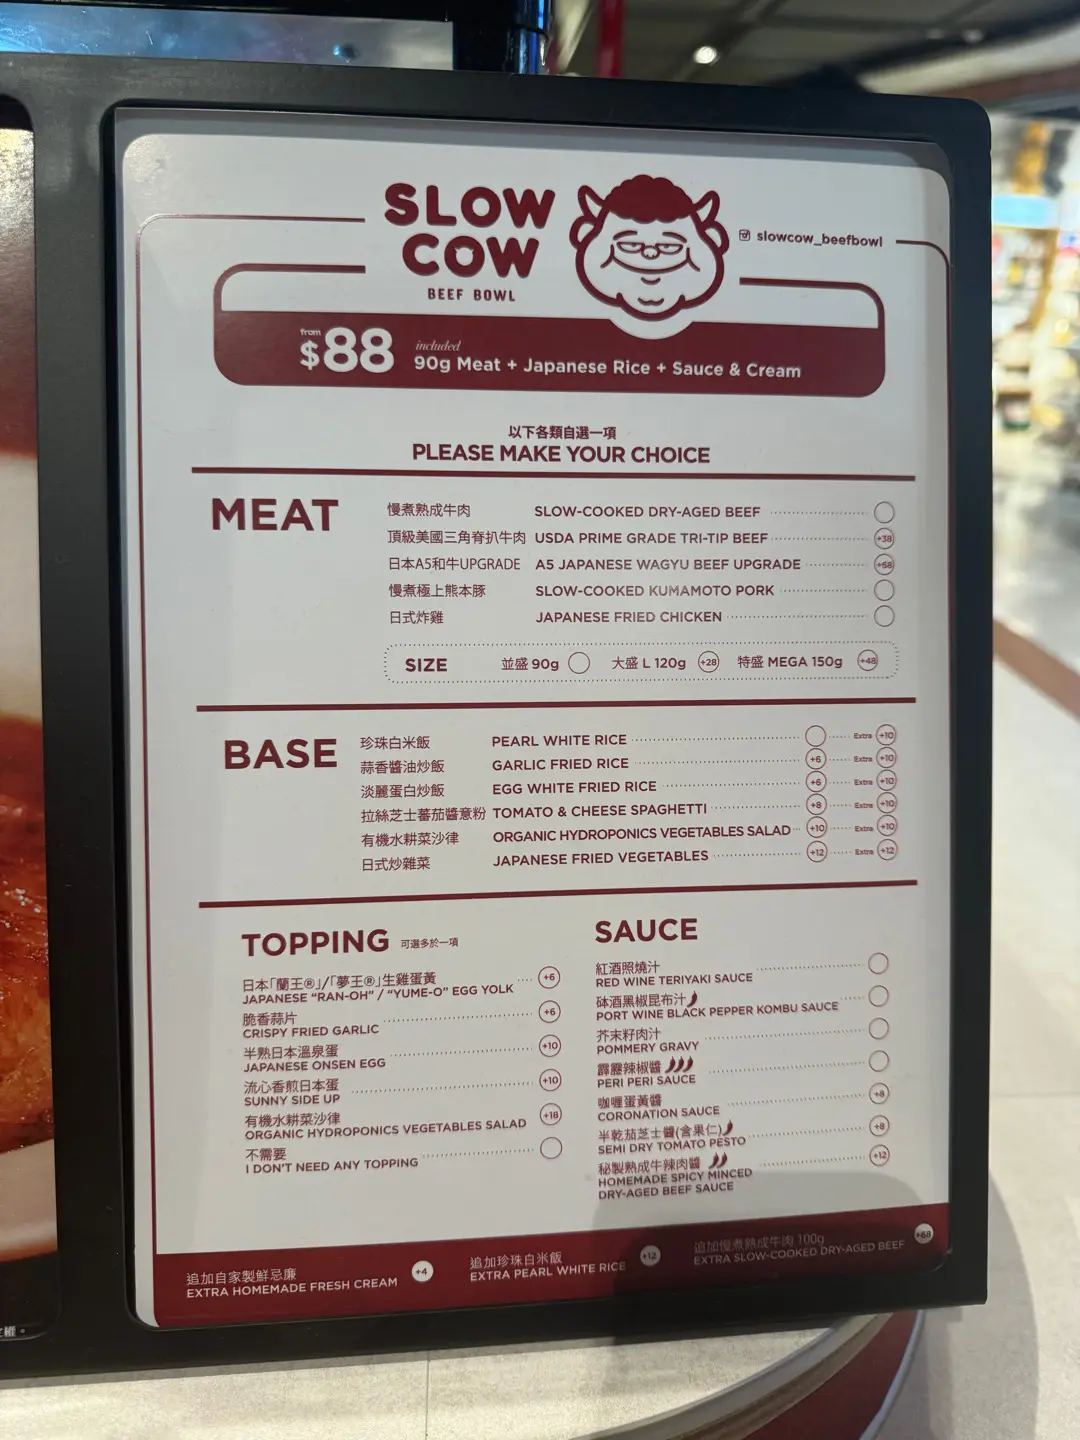 SLOW
COW
BEEF BOWL
slowcow_beefbowl
from
$88
included
90g Meat + Japanese Rice + Sauce & Cream
以下各類自選一項
PLEASE MAKE YOUR CHOICE
MEAT
慢煮熟成牛肉 SLOW-COOKED DRY-AGED BEEF
頂級美國三角脊扒牛肉 USDA PRIME GRADE TRI-TIP BEEF +38
日本A5和牛UPGRADE A5 JAPANESE WAGYU BEEF UPGRADE +68
慢煮極上熊本豚 SLOW-COOKED KUMAMOTO PORK
日式炸雞 JAPANESE FRIED CHICKEN
SIZE 並盛 90g 大盛 L 120g +28 特盛 MEGA 150g +48
BASE
珍珠白米飯 PEARL WHITE RICE Extra +10
蒜香醬油炒飯 GARLIC FRIED RICE +6 Extra +10
淡麗蛋白炒飯 EGG WHITE FRIED RICE +6 Extra +10
拉絲芝士蕃茄醬意粉 TOMATO & CHEESE SPAGHETTI +8 Extra +10
有機水耕菜沙律 ORGANIC HYDROPONICS VEGETABLES SALAD +10 Extra +10
日式炒雜菜 JAPANESE FRIED VEGETABLES +12 Extra +12
TOPPING 可選多於一項
日本「蘭王®」/「夢王®」生雞蛋黃 +6
JAPANESE “RAN-OH” / “YUME-O” EGG YOLK
脆香蒜片 +6
CRISPY FRIED GARLIC
半熟日本溫泉蛋 +10
JAPANESE ONSEN EGG
流心香煎日本蛋 +10
SUNNY SIDE UP
有機水耕菜沙律 +18
ORGANIC HYDROPONICS VEGETABLES SALAD
不需要
I DON'T NEED ANY TOPPING
SAUCE
紅酒照燒汁
RED WINE TERIYAKI SAUCE
砵酒黑椒昆布汁
PORT WINE BLACK PEPPER KOMBU SAUCE
芥末籽肉汁
POMMERY GRAVY
霹靂辣椒醬
PERI PERI SAUCE
咖喱蛋黃醬 +8
CORONATION SAUCE
半乾茄芝士醬(含果仁) +8
SEMI DRY TOMATO PESTO
秘製熟成牛辣肉醬 +12
HOMEMADE SPICY MINCED
DRY-AGED BEEF SAUCE
追加自家製鮮忌廉 +4
EXTRA HOMEMADE FRESH CREAM
追加珍珠白米飯 +12
EXTRA PEARL WHITE RICE
追加慢煮熟成牛肉 100g +68
EXTRA SLOW-COOKED DRY-AGED BEEF